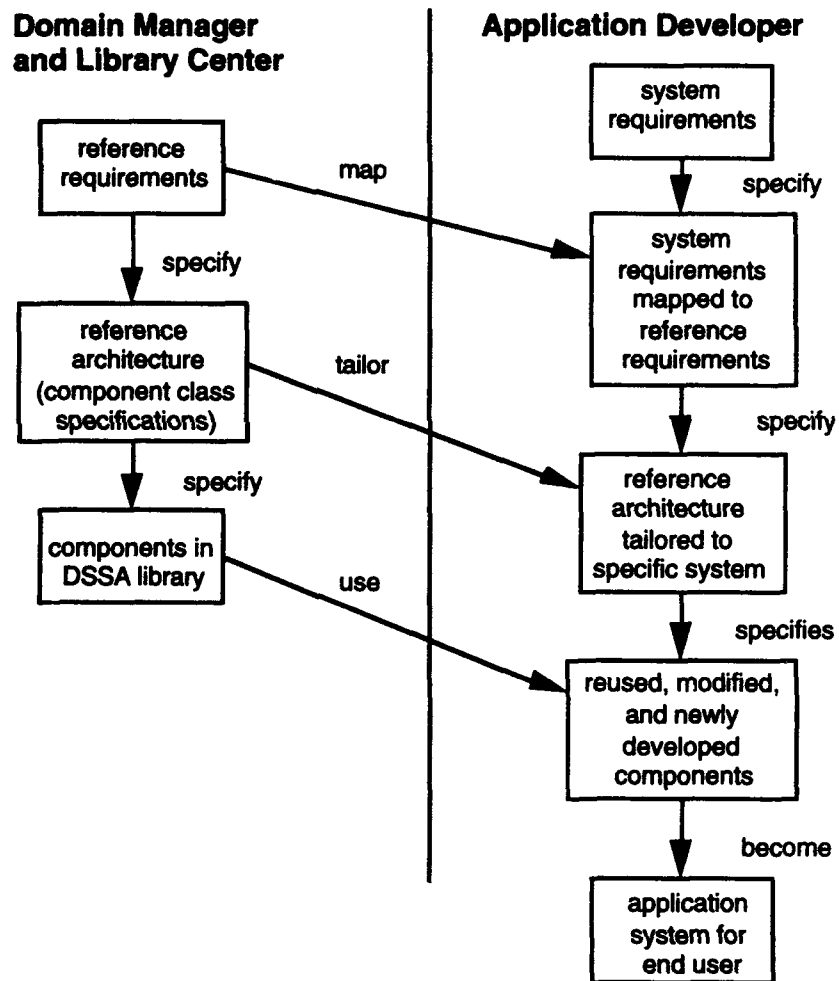 Domain Manager
and Library Center
reference
requirements
specify
reference
architecture
(component class
specifications)
specify
components in
DSSA library
map
tailor
use
Application Developer
system
requirements
specify
system
requirements
mapped to
reference
requirements
specify
reference
architecture
tailored to
specific system
specifies
reused, modified,
and newly
developed
components
become
application
system for
end user